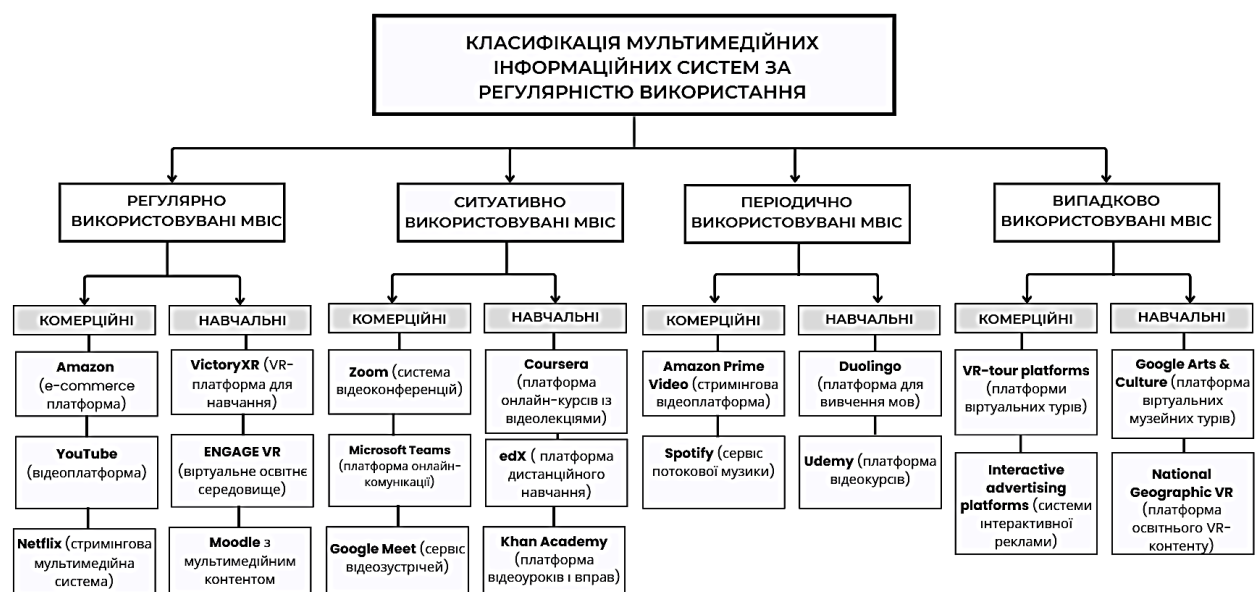 КЛАСИФІКАЦІЯ МУЛЬТИМЕДІЙНИХ
ІНФОРМАЦІЙНИХ СИСТЕМ ЗА
РЕГУЛЯРНІСТЮ ВИКОРИСТАННЯ
РЕГУЛЯРНО
ВИКОРИСТОВУВАНІ МВІС
КОМЕРЦІЙНІ
Amazon
(e-commerce
платформа)
YouTube
(відеоплатформа)
Netflix (стримінгова
мультимедійна
система)
НАВЧАЛЬНІ
VictoryXR (VR-
платформа для
навчання)
ENGAGE VR
(віртуальне освітнє
середовище)
Moodle з
мультимедійним
контентом
СИТУАТИВНО
ВИКОРИСТОВУВАНІ МВІС
КОМЕРЦІЙНІ
Zoom (система
відеоконференцій)
Microsoft Teams
(платформа онлайн-
комунікації)
Google Meet (сервіс
відеозустрічей)
НАВЧАЛЬНІ
Coursera
(платформа
онлайн-курсів із
відеолекціями)
edX ( платформа
дистанційного
навчання)
Khan Academy
(платформа
відеоуроків і вправ)
ПЕРІОДИЧНО
ВИКОРИСТОВУВАНІ МВІС
КОМЕРЦІЙНІ
Amazon Prime
Video (стримінгова
відеоплатформа)
Spotify (сервіс
потокової музики)
НАВЧАЛЬНІ
Duolingo
(платформа для
вивчення мов)
Udemy (платформа
відеокурсів)
ВИПАДКОВО
ВИКОРИСТОВУВАНІ МВІС
КОМЕРЦІЙНІ
VR-tour platforms
(платформи
віртуальних турів)
Interactive
advertising
platforms (системи
інтерактивної
реклами)
НАВЧАЛЬНІ
Google Arts &
Culture (платформа
віртуальних
музейних турів)
National
Geographic VR
(платформа
освітнього VR-
контенту)